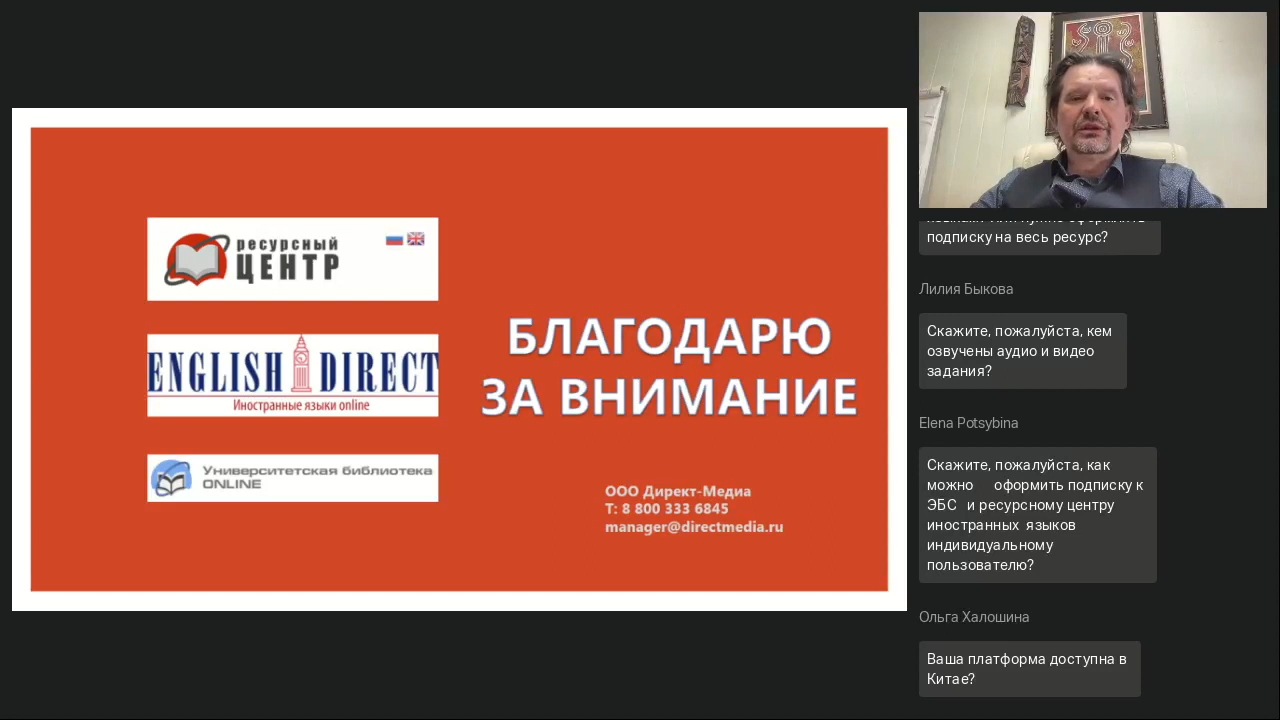 ресурсный
ЦЕНТР
ENGLISH DIRECT
Иностранные языки online
Университетская библиотека
ONLINE
БЛАГОДАРЮ
ЗА ВНИМАНИЕ
ООО Директ-Медиа
Т: 8 800 333 6845
manager@directmedia.ru
подписку на весь ресурс?
Лилия Быкова
Скажите, пожалуйста, кем
озвучены аудио и видео
задания?
Elena Potsybina
Скажите, пожалуйста, как
можно оформить подписку к
ЭБС и ресурсному центру
иностранных языков
индивидуальному
пользователю?
Ольга Халошина
Ваша платформа доступна в
Китае?